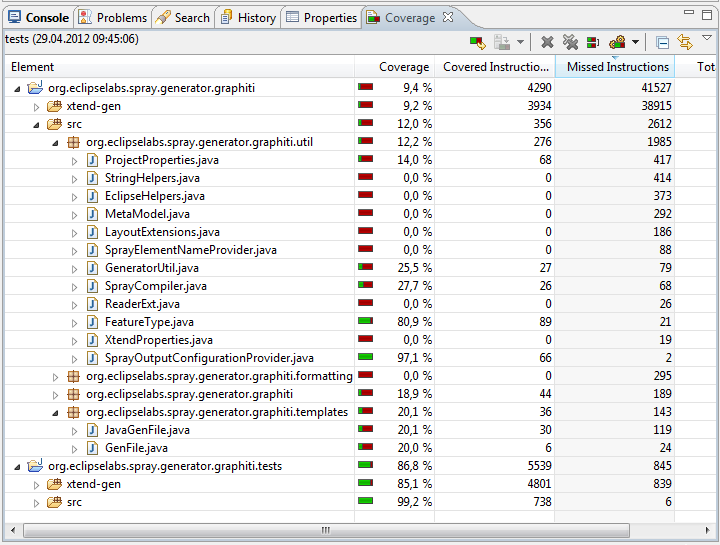 Console Problems Search History Properties Coverage
tests (29.04.2012 09:45:06)
Element Coverage Covered Instructio... Missed Instructions Tot
org.eclipselabs.spray.generator.graphiti 9,4 % 4290 41527
xtend-gen 9,2 % 3934 38915
src 12,0 % 356 2612
org.eclipselabs.spray.generator.graphiti.util 12,2 % 276 1985
ProjectProperties.java 14,0 % 68 417
StringHelpers.java 0,0 % 0 414
EclipseHelpers.java 0,0 % 0 373
MetaModel.java 0,0 % 0 292
LayoutExtensions.java 0,0 % 0 186
SprayElementNameProvider.java 0,0 % 0 88
GeneratorUtil.java 25,5 % 27 79
SprayCompiler.java 27,7 % 26 68
ReaderExt.java 0,0 % 0 26
FeatureType.java 80,9 % 89 21
XtendProperties.java 0,0 % 0 19
SprayOutputConfigurationProvider.java 97,1 % 66 2
org.eclipselabs.spray.generator.graphiti.formatting 0,0 % 0 295
org.eclipselabs.spray.generator.graphiti 18,9 % 44 189
org.eclipselabs.spray.generator.graphiti.templates 20,1 % 36 143
JavaGenFile.java 20,1 % 30 119
GenFile.java 20,0 % 6 24
org.eclipselabs.spray.generator.graphiti.tests 86,8 % 5539 845
xtend-gen 85,1 % 4801 839
src 99,2 % 738 6